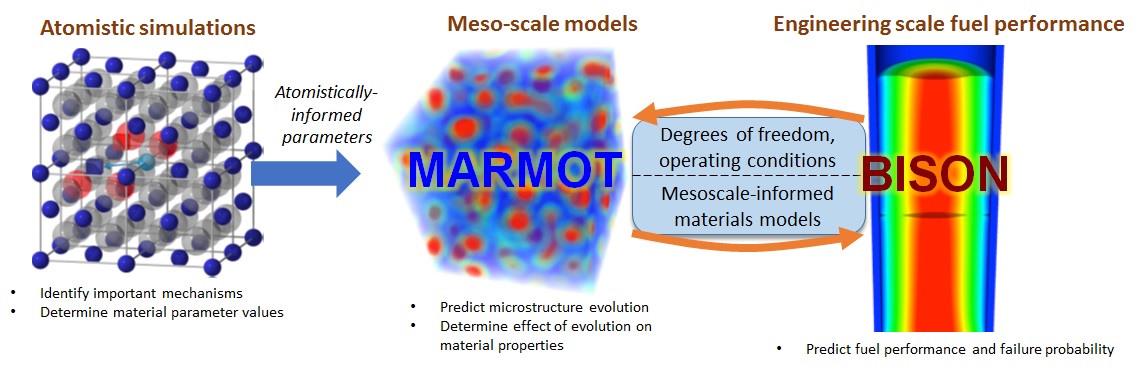 Atomistic simulations
Atomistically-
informed
parameters
• Identify important mechanisms
• Determine material parameter values
Meso-scale models
MARMOT
• Predict microstructure evolution
• Determine effect of evolution on
material properties
Degrees of freedom,
operating conditions
Mesoscale-informed
materials models
Engineering scale fuel performance
BISON
• Predict fuel performance and failure probability